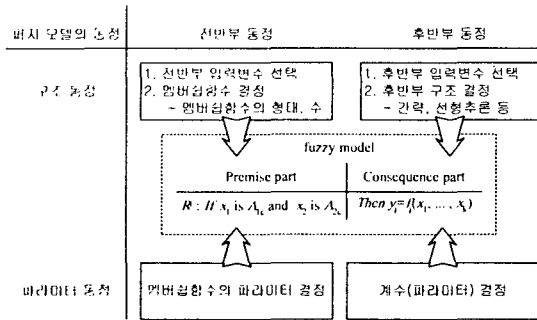 퍼지 모델의 동정
전반부 동정
후반부 동정
구조 동정
1. 전반부 입력변수 선택
2. 멤버쉽함수 결정
~ 멤버쉽함수의 형태, 수
1. 후반부 입력변수 선택
2. 후반부 구조 결정
~ 간략, 선형추론 등
fuzzy model
Premise part
Consequence part
R : If x₁ is A₁c and x₂ is A₂c
Then yᵢ=fᵢ(x₁, ..., xₖ)
파라미터 동정
멤버쉽함수의 파라미터 결정
계수(파라미터) 결정